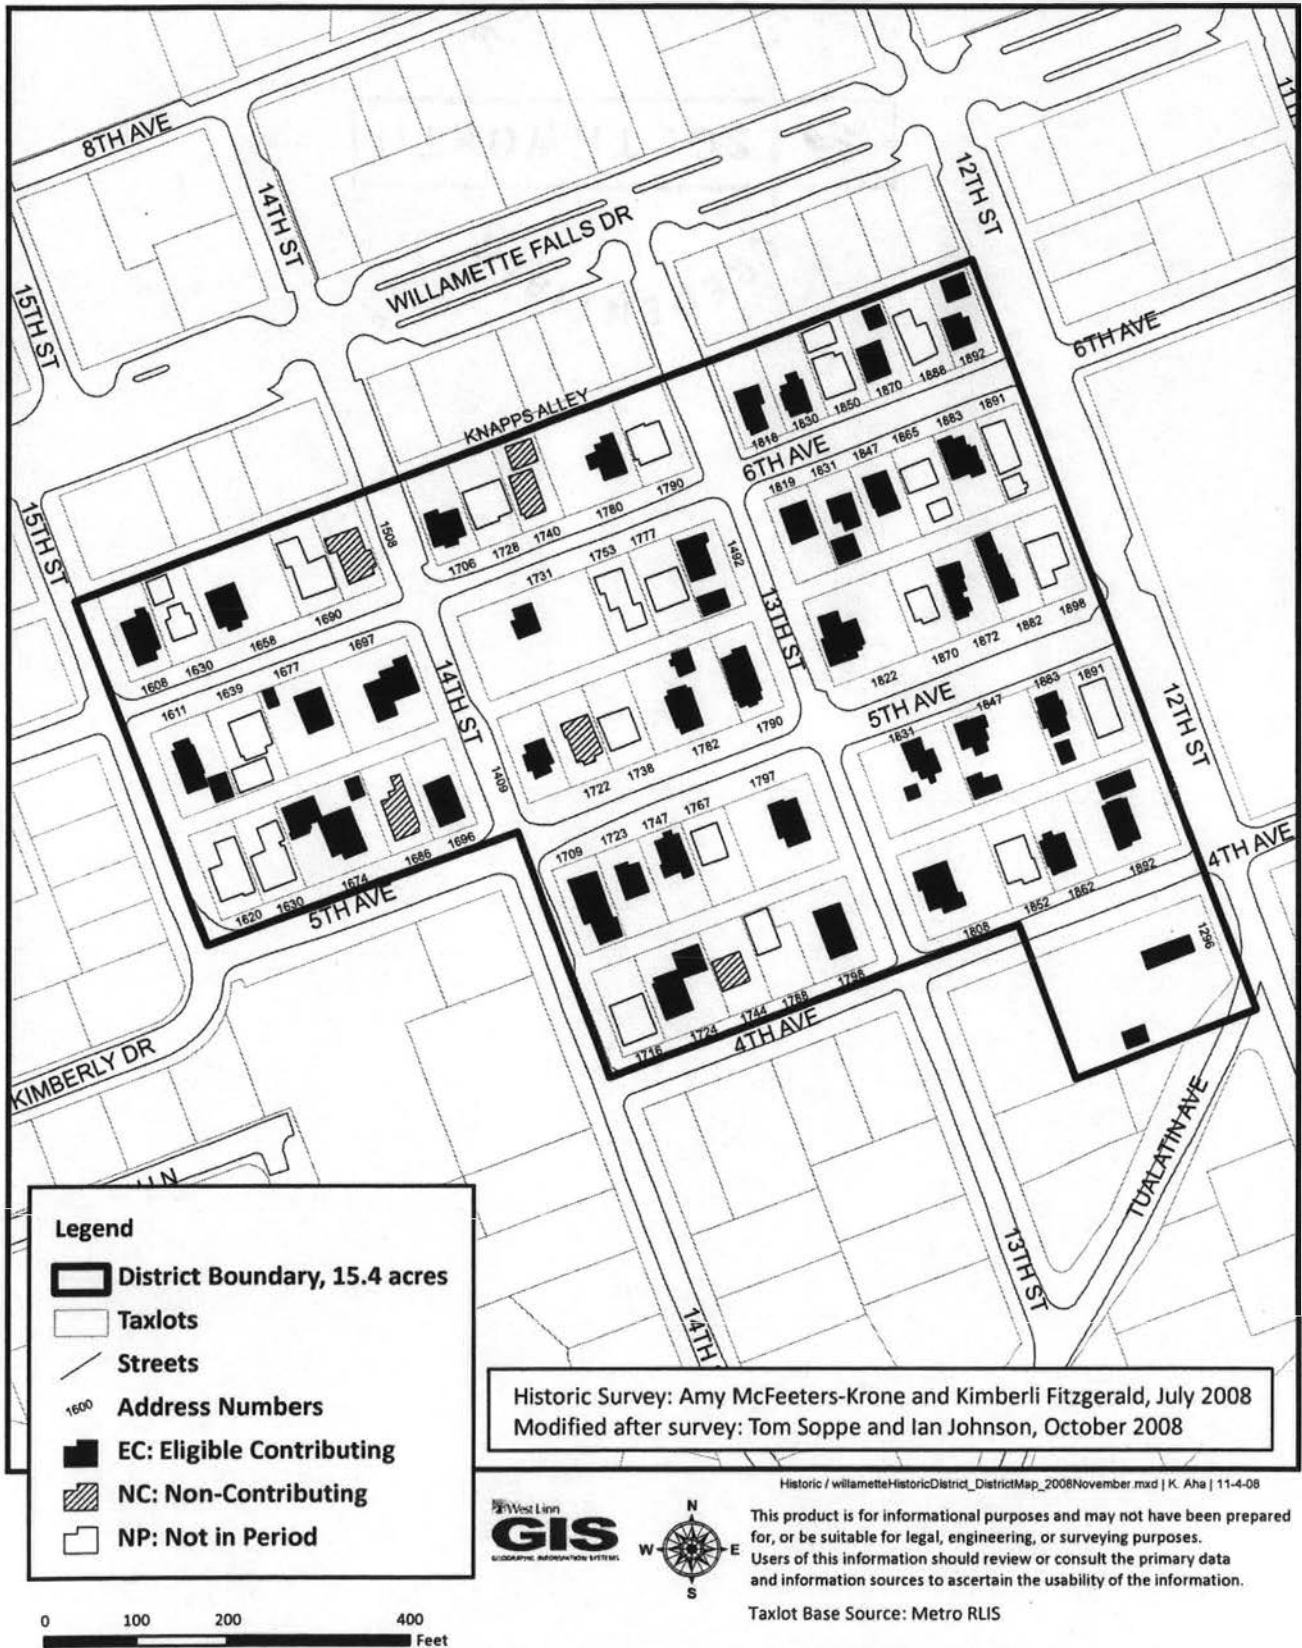 8TH AVE
14TH ST
15TH ST
WILLAMETTE FALLS DR
12TH ST
6TH AVE
KNAPPS ALLEY
15TH ST
1818 1830 1850 1870 1888 1892
6TH AVE
1706 1728 1740 1780 1790
1508
1819 1831 1847 1865 1883 1891
1608 1630 1658 1690
1731 1753 1777
1492
13TH ST
1611 1639 1677 1697
14TH ST
1822 1870 1872 1882 1898
5TH AVE
1722 1738 1782 1790
1409
12TH ST
1831 1847 1883 1891
1620 1630 1674 1686 1696
5TH AVE
1709 1723 1747 1767 1797
4TH AVE
1808 1852 1862 1892
1296
1716 1724 1744 1788 1798
4TH AVE
KIMBERLY DR
TUALATIN AVE
13TH ST
14TH
Legend
District Boundary, 15.4 acres
Taxlots
Streets
1600 Address Numbers
EC: Eligible Contributing
NC: Non-Contributing
NP: Not in Period
Historic Survey: Amy McFeeters-Krone and Kimberli Fitzgerald, July 2008
Modified after survey: Tom Soppe and Ian Johnson, October 2008
Historic / willametteHistoricDistrict_DistrictMap_2008November.mxd | K. Aha | 11-4-08
West Linn
GIS
GEOGRAPHIC INFORMATION SYSTEMS
N
W E
S
This product is for informational purposes and may not have been prepared
for, or be suitable for legal, engineering, or surveying purposes.
Users of this information should review or consult the primary data
and information sources to ascertain the usability of the information.
Taxlot Base Source: Metro RLIS
0 100 200 400
Feet